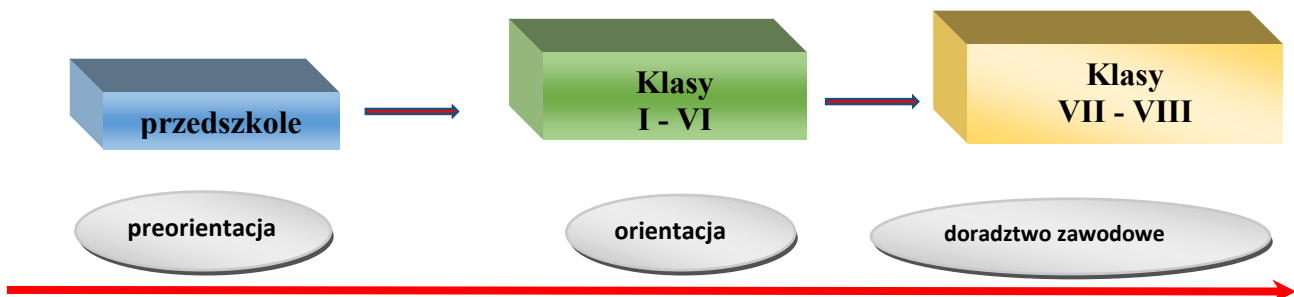 przedszkole
Klasy
I - VI
Klasy
VII - VIII
preorientacja
orientacja
doradztwo zawodowe